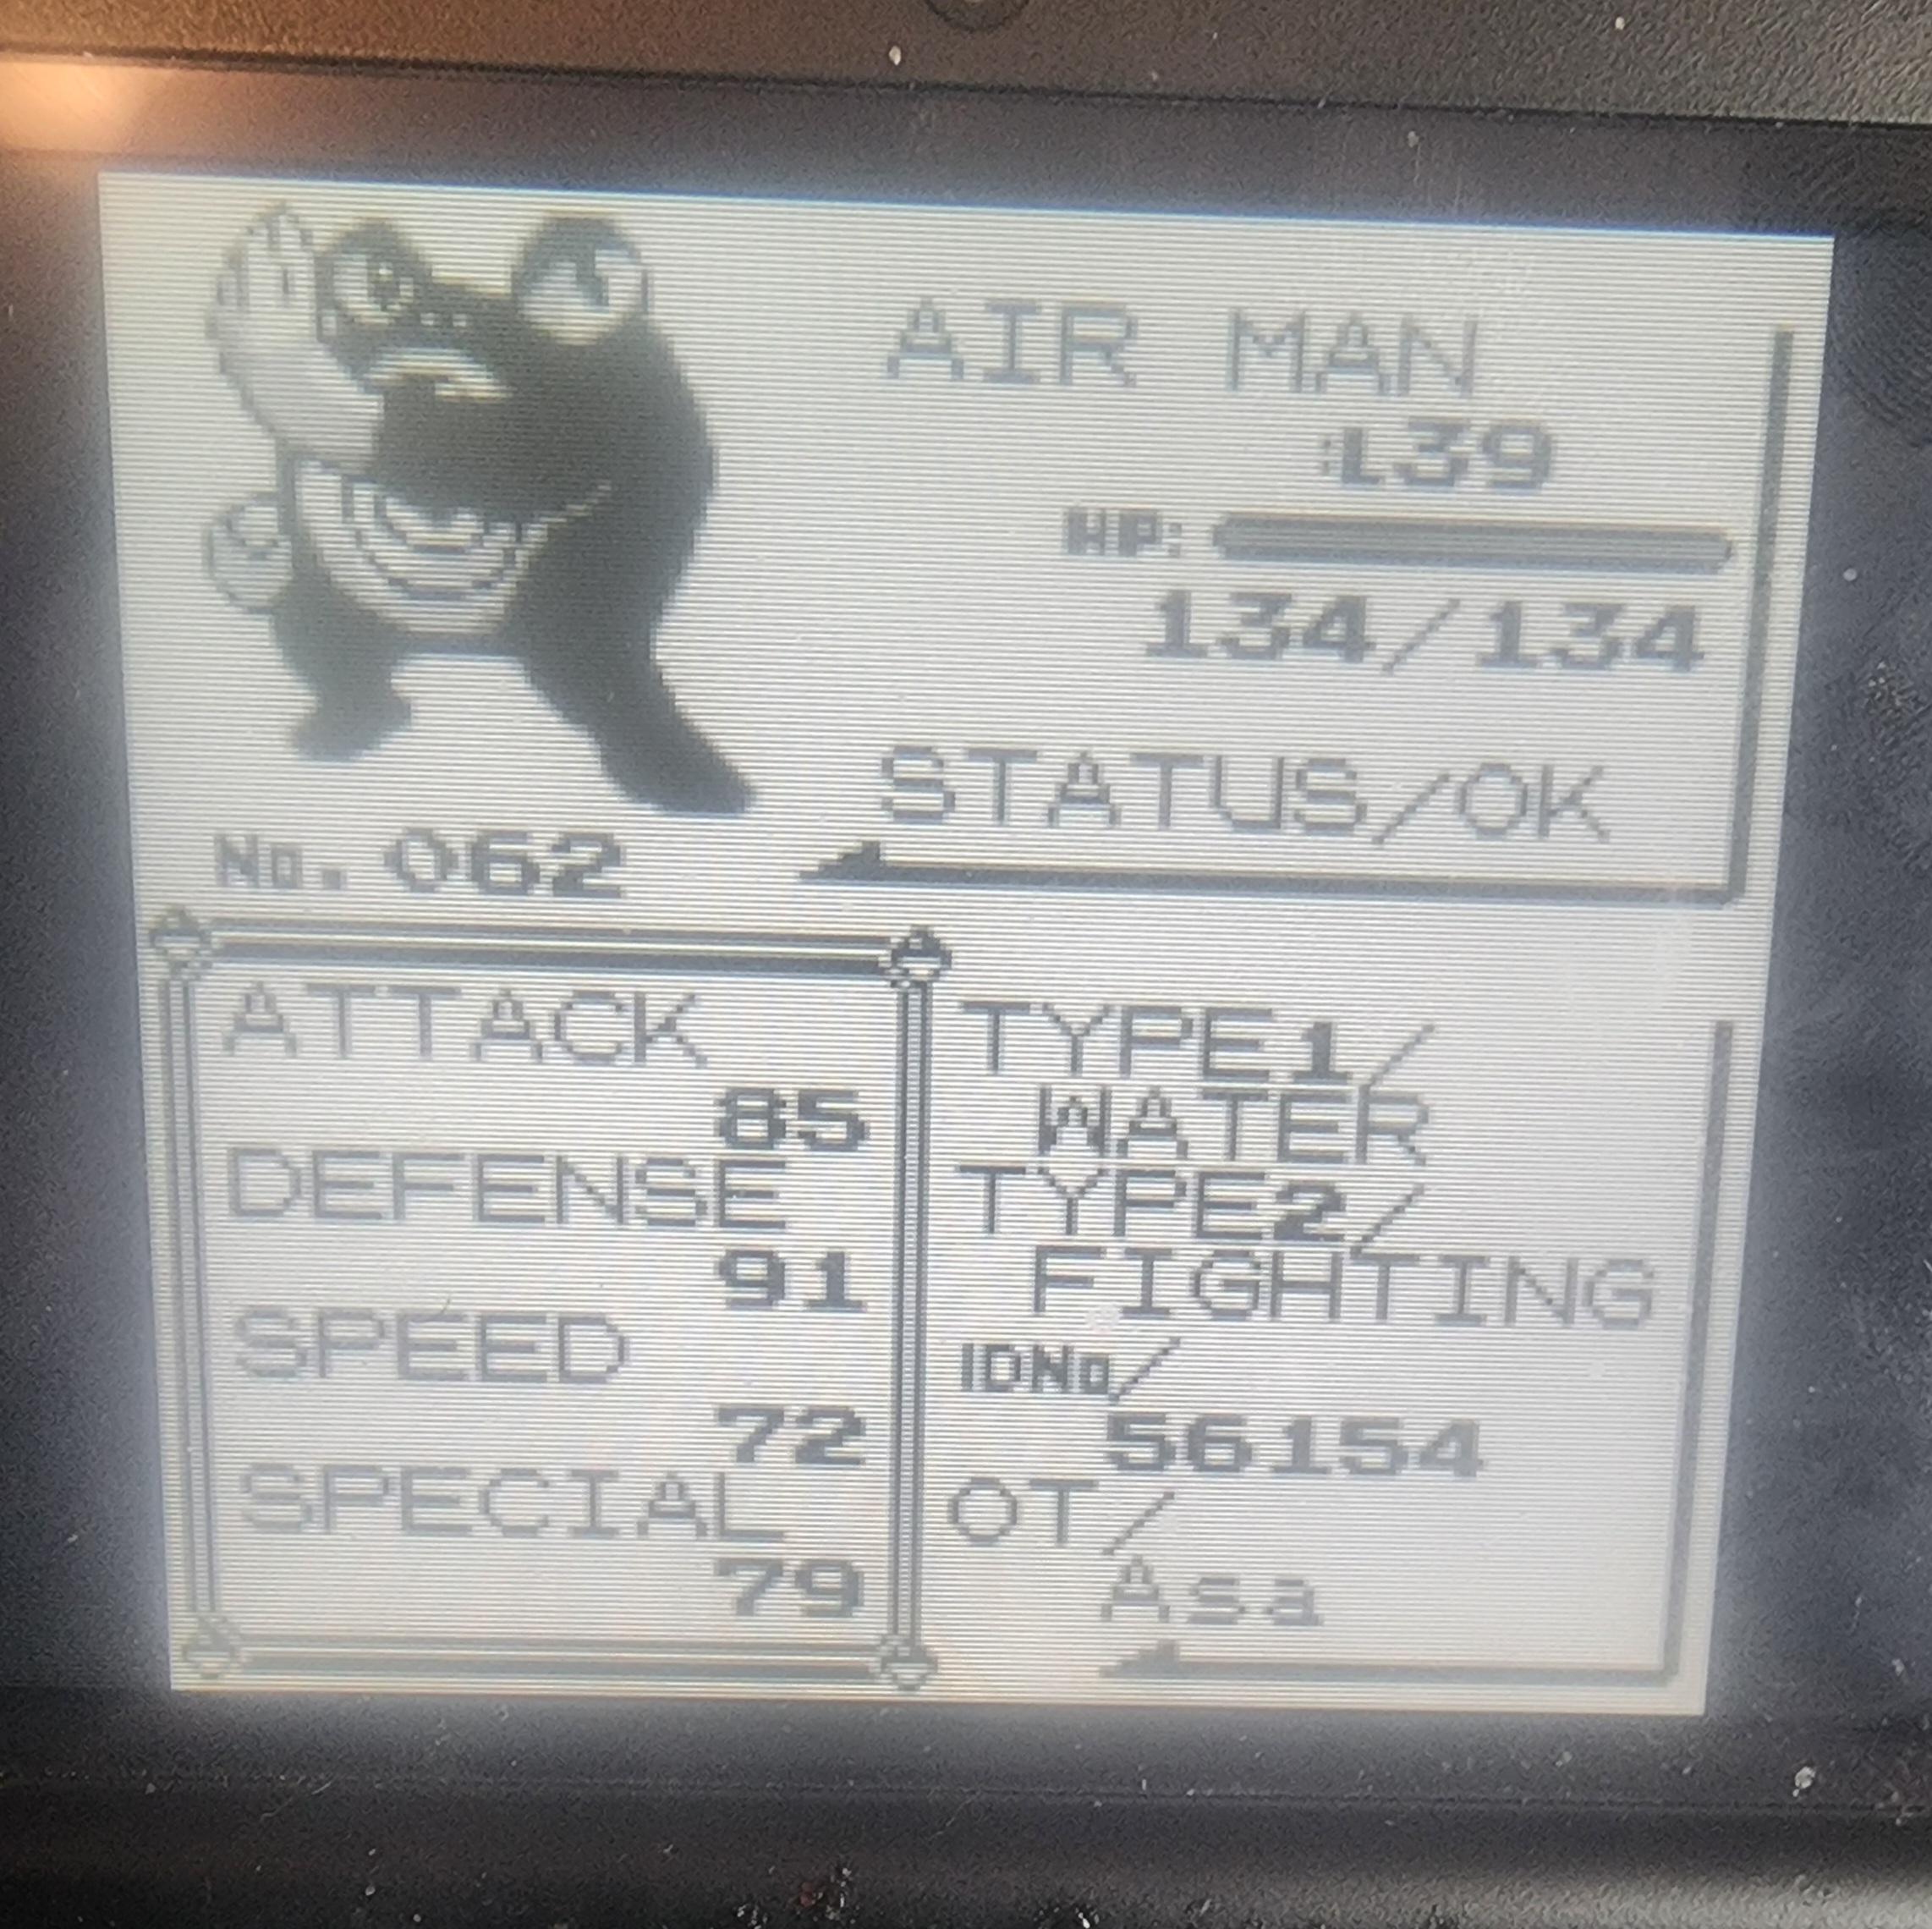 AIR MAN
:L39
HP:
134/134
STATUS/OK
No. 062
ATTACK
85
DEFENSE
91
SPEED
72
SPECIAL
79
TYPE1/
WATER
TYPE2/
FIGHTING
IDNo/
56154
OT/
Asa